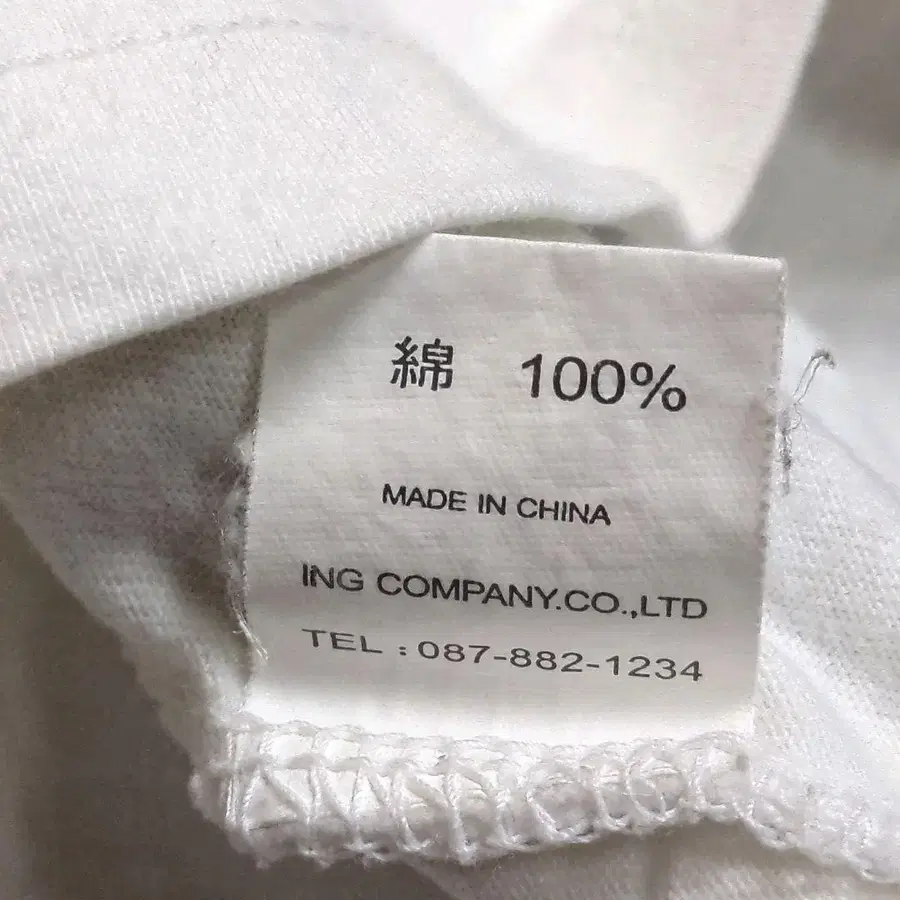 綿 100%
MADE IN CHINA
ING COMPANY.CO.,LTD
TEL : 087-882-1234